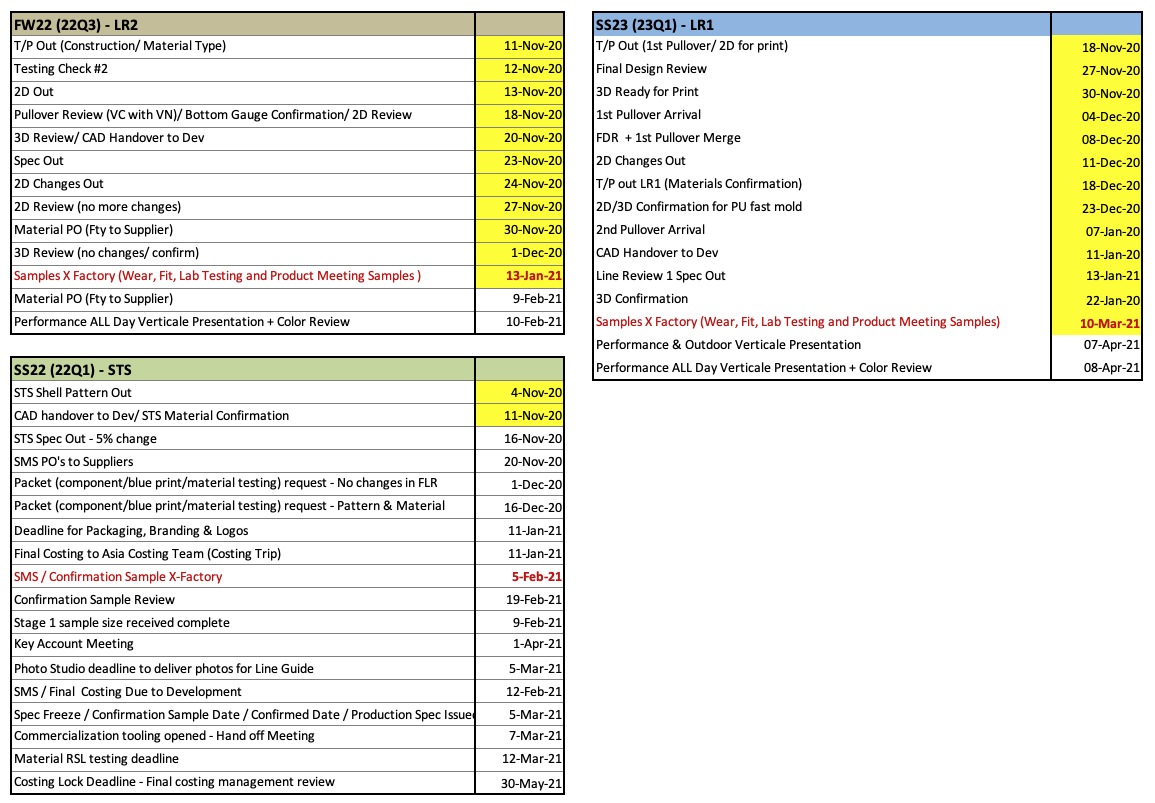 FW22 (22Q3) - LR2
T/P Out (Construction/ Material Type) 11-Nov-20
Testing Check #2 12-Nov-20
2D Out 13-Nov-20
Pullover Review (VC with VN)/ Bottom Gauge Confirmation/ 2D Review 18-Nov-20
3D Review/ CAD Handover to Dev 20-Nov-20
Spec Out 23-Nov-20
2D Changes Out 24-Nov-20
2D Review (no more changes) 27-Nov-20
Material PO (Fty to Supplier) 30-Nov-20
3D Review (no changes/ confirm) 1-Dec-20
Samples X Factory (Wear, Fit, Lab Testing and Product Meeting Samples ) 13-Jan-21
Material PO (Fty to Supplier) 9-Feb-21
Performance ALL Day Verticale Presentation + Color Review 10-Feb-21
SS22 (22Q1) - STS
STS Shell Pattern Out 4-Nov-20
CAD handover to Dev/ STS Material Confirmation 11-Nov-20
STS Spec Out - 5% change 16-Nov-20
SMS PO's to Suppliers 20-Nov-20
Packet (component/blue print/material testing) request - No changes in FLR 1-Dec-20
Packet (component/blue print/material testing) request - Pattern & Material 16-Dec-20
Deadline for Packaging, Branding & Logos 11-Jan-21
Final Costing to Asia Costing Team (Costing Trip) 11-Jan-21
SMS / Confirmation Sample X-Factory 5-Feb-21
Confirmation Sample Review 19-Feb-21
Stage 1 sample size received complete 9-Feb-21
Key Account Meeting 1-Apr-21
Photo Studio deadline to deliver photos for Line Guide 5-Mar-21
SMS / Final Costing Due to Development 12-Feb-21
Spec Freeze / Confirmation Sample Date / Confirmed Date / Production Spec Issue 5-Mar-21
Commercialization tooling opened - Hand off Meeting 7-Mar-21
Material RSL testing deadline 12-Mar-21
Costing Lock Deadline - Final costing management review 30-May-21
SS23 (23Q1) - LR1
T/P Out (1st Pullover/ 2D for print) 18-Nov-20
Final Design Review 27-Nov-20
3D Ready for Print 30-Nov-20
1st Pullover Arrival 04-Dec-20
FDR + 1st Pullover Merge 08-Dec-20
2D Changes Out 11-Dec-20
T/P out LR1 (Materials Confirmation) 18-Dec-20
2D/3D Confirmation for PU fast mold 23-Dec-20
2nd Pullover Arrival 07-Jan-20
CAD Handover to Dev 11-Jan-20
Line Review 1 Spec Out 13-Jan-21
3D Confirmation 22-Jan-20
Samples X Factory (Wear, Fit, Lab Testing and Product Meeting Samples) 10-Mar-21
Performance & Outdoor Verticale Presentation 07-Apr-21
Performance ALL Day Verticale Presentation + Color Review 08-Apr-21